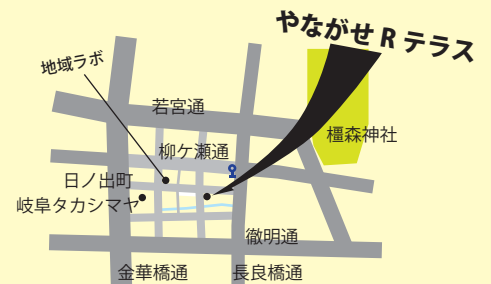 やながせ R テラス
地域ラボ
若宮通
橿森神社
柳ケ瀬通
日ノ出町
岐阜タカシマヤ
徹明通
金華橋通
長良橋通